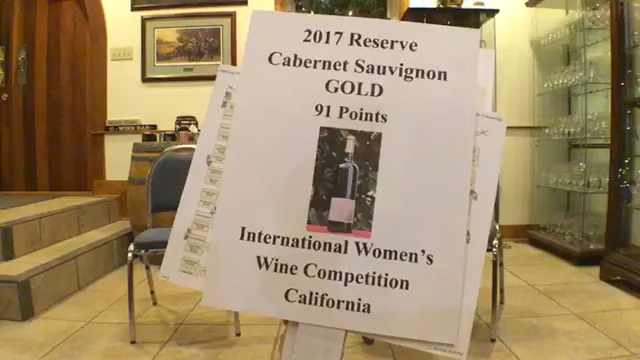 2017 Reserve
Cabernet Sauvignon
GOLD
91 Points
International Women's
Wine Competition
California